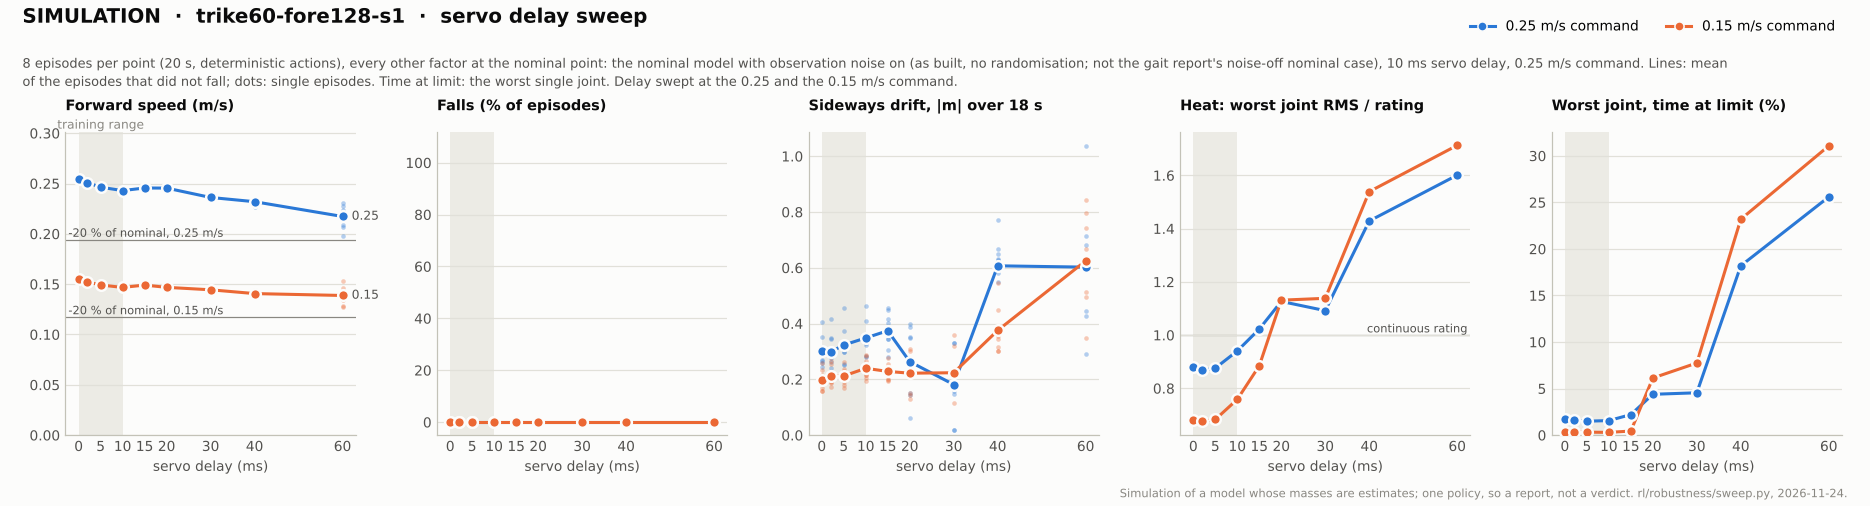 SIMULATION · trike60-fore128-s1 · servo delay sweep
0.25 m/s command 0.15 m/s command
8 episodes per point (20 s, deterministic actions), every other factor at the nominal point: the nominal model with observation noise on (as built, no randomisation; not the gait report's noise-off nominal case), 10 ms servo delay, 0.25 m/s command. Lines: mean
of the episodes that did not fall; dots: single episodes. Time at limit: the worst single joint. Delay swept at the 0.25 and the 0.15 m/s command.
Forward speed (m/s)
training range
0.30
0.25
0.20
0.15
0.10
0.05
0.00
0.25
-20 % of nominal, 0.25 m/s
0.15
-20 % of nominal, 0.15 m/s
0 5 10 15 20 30 40 60
servo delay (ms)
Falls (% of episodes)
100
80
60
40
20
0
0 5 10 15 20 30 40 60
servo delay (ms)
Sideways drift, |m| over 18 s
1.0
0.8
0.6
0.4
0.2
0.0
0 5 10 15 20 30 40 60
servo delay (ms)
Heat: worst joint RMS / rating
1.6
1.4
1.2
1.0
0.8
continuous rating
0 5 10 15 20 30 40 60
servo delay (ms)
Worst joint, time at limit (%)
30
25
20
15
10
5
0
0 5 10 15 20 30 40 60
servo delay (ms)
Simulation of a model whose masses are estimates; one policy, so a report, not a verdict. rl/robustness/sweep.py, 2026-11-24.